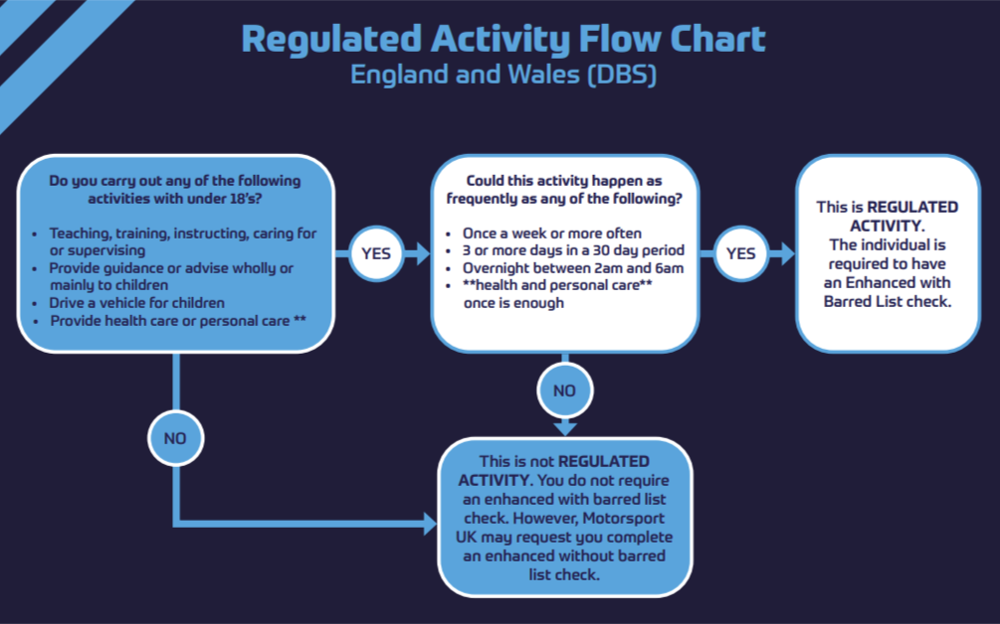 Regulated Activity Flow Chart
England and Wales (DBS)
Do you carry out any of the following
activities with under 18's?
• Teaching, training, instructing, caring for
or supervising
• Provide guidance or advise wholly or
mainly to children
• Drive a vehicle for children
• Provide health care or personal care **
YES
Could this activity happen as
frequently as any of the following?
• Once a week or more often
• 3 or more days in a 30 day period
• Overnight between 2am and 6am
• **health and personal care**
once is enough
YES
This is REGULATED
ACTIVITY.
The individual is
required to have
an Enhanced with
Barred List check.
NO
NO
This is not REGULATED
ACTIVITY. You do not require
an enhanced with barred list
check. However, Motorsport
UK may request you complete
an enhanced without barred
list check.